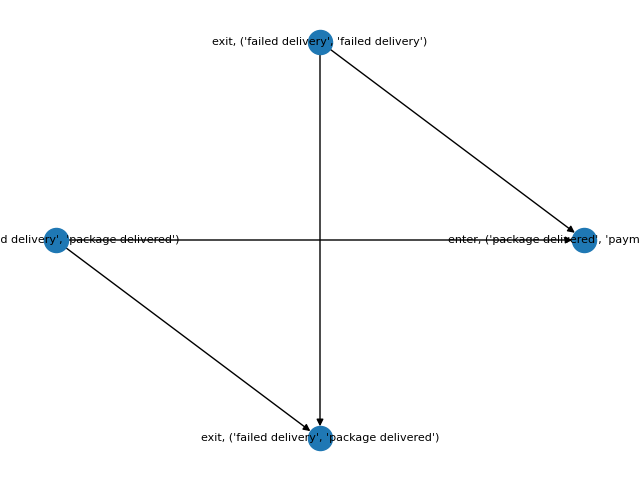 exit, ('failed delivery', 'failed delivery')
d delivery', 'package delivered')
enter, ('package delivered', 'paym
exit, ('failed delivery', 'package delivered')